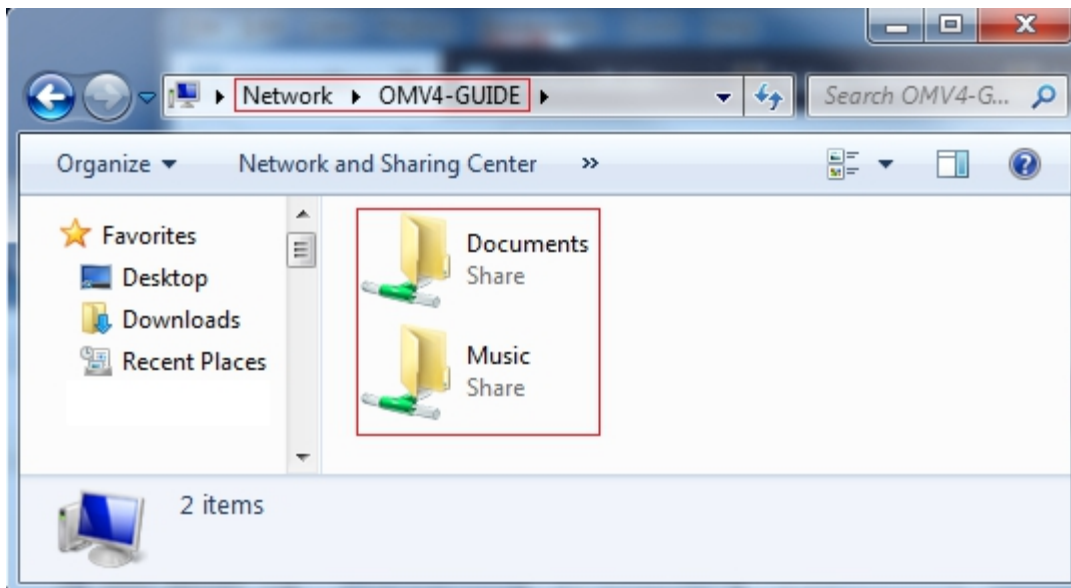 Network OMV4-GUIDE
Search OMV4-G...
Organize Network and Sharing Center »
Favorites
Desktop
Downloads
Recent Places
Documents
Share
Music
Share
2 items